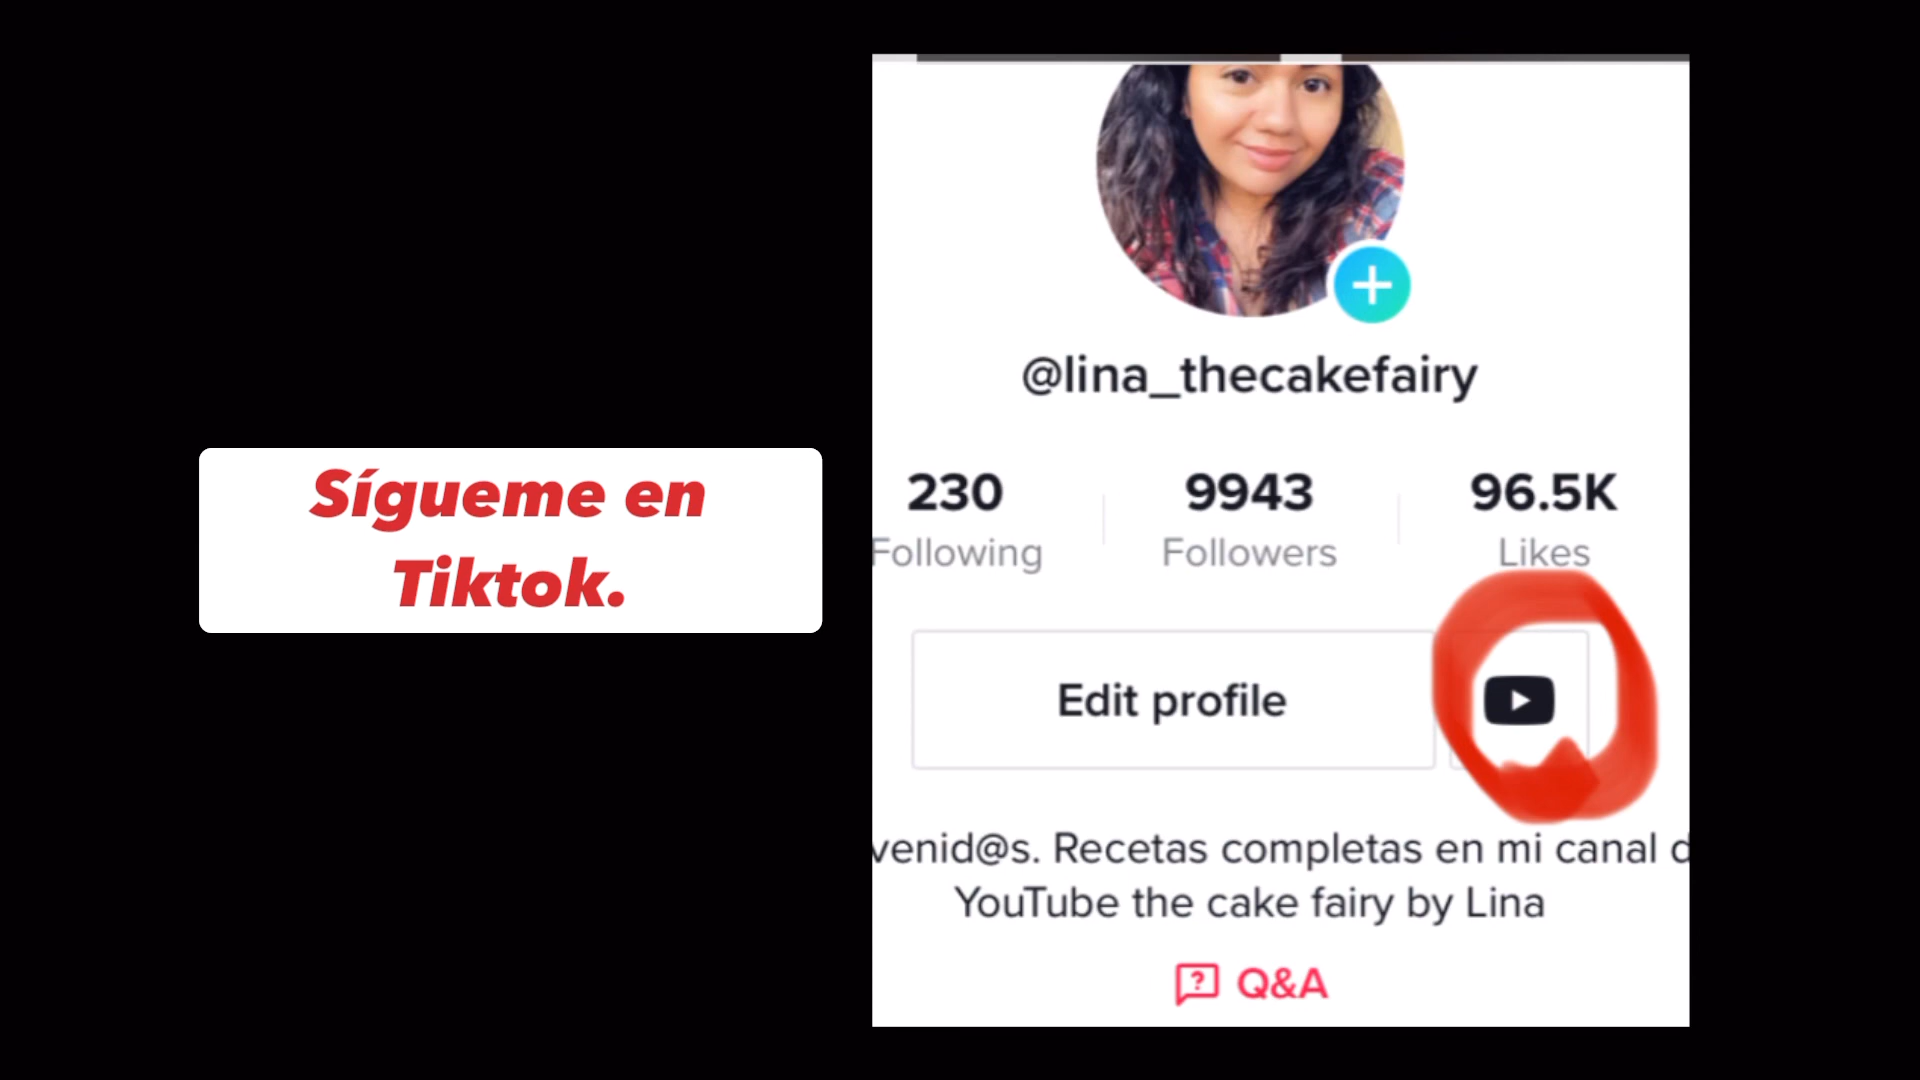 Sígueme en
Tiktok.
@lina_thecakefairy
230
9943
96.5K
Following
Followers
Likes
Edit profile
venid@s. Recetas completas en mi canal d
YouTube the cake fairy by Lina
? Q&A